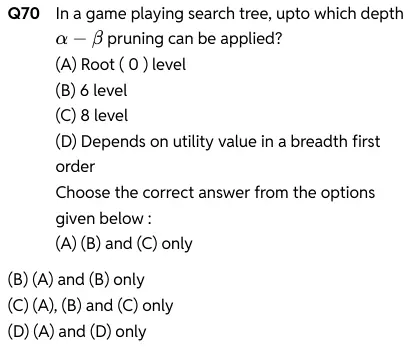 Q70 In a game playing search tree, upto which depth
α – β pruning can be applied?
(A) Root ( 0 ) level
(B) 6 level
(C) 8 level
(D) Depends on utility value in a breadth first
order
Choose the correct answer from the options
given below :
(A) (B) and (C) only
(B) (A) and (B) only
(C) (A), (B) and (C) only
(D) (A) and (D) only